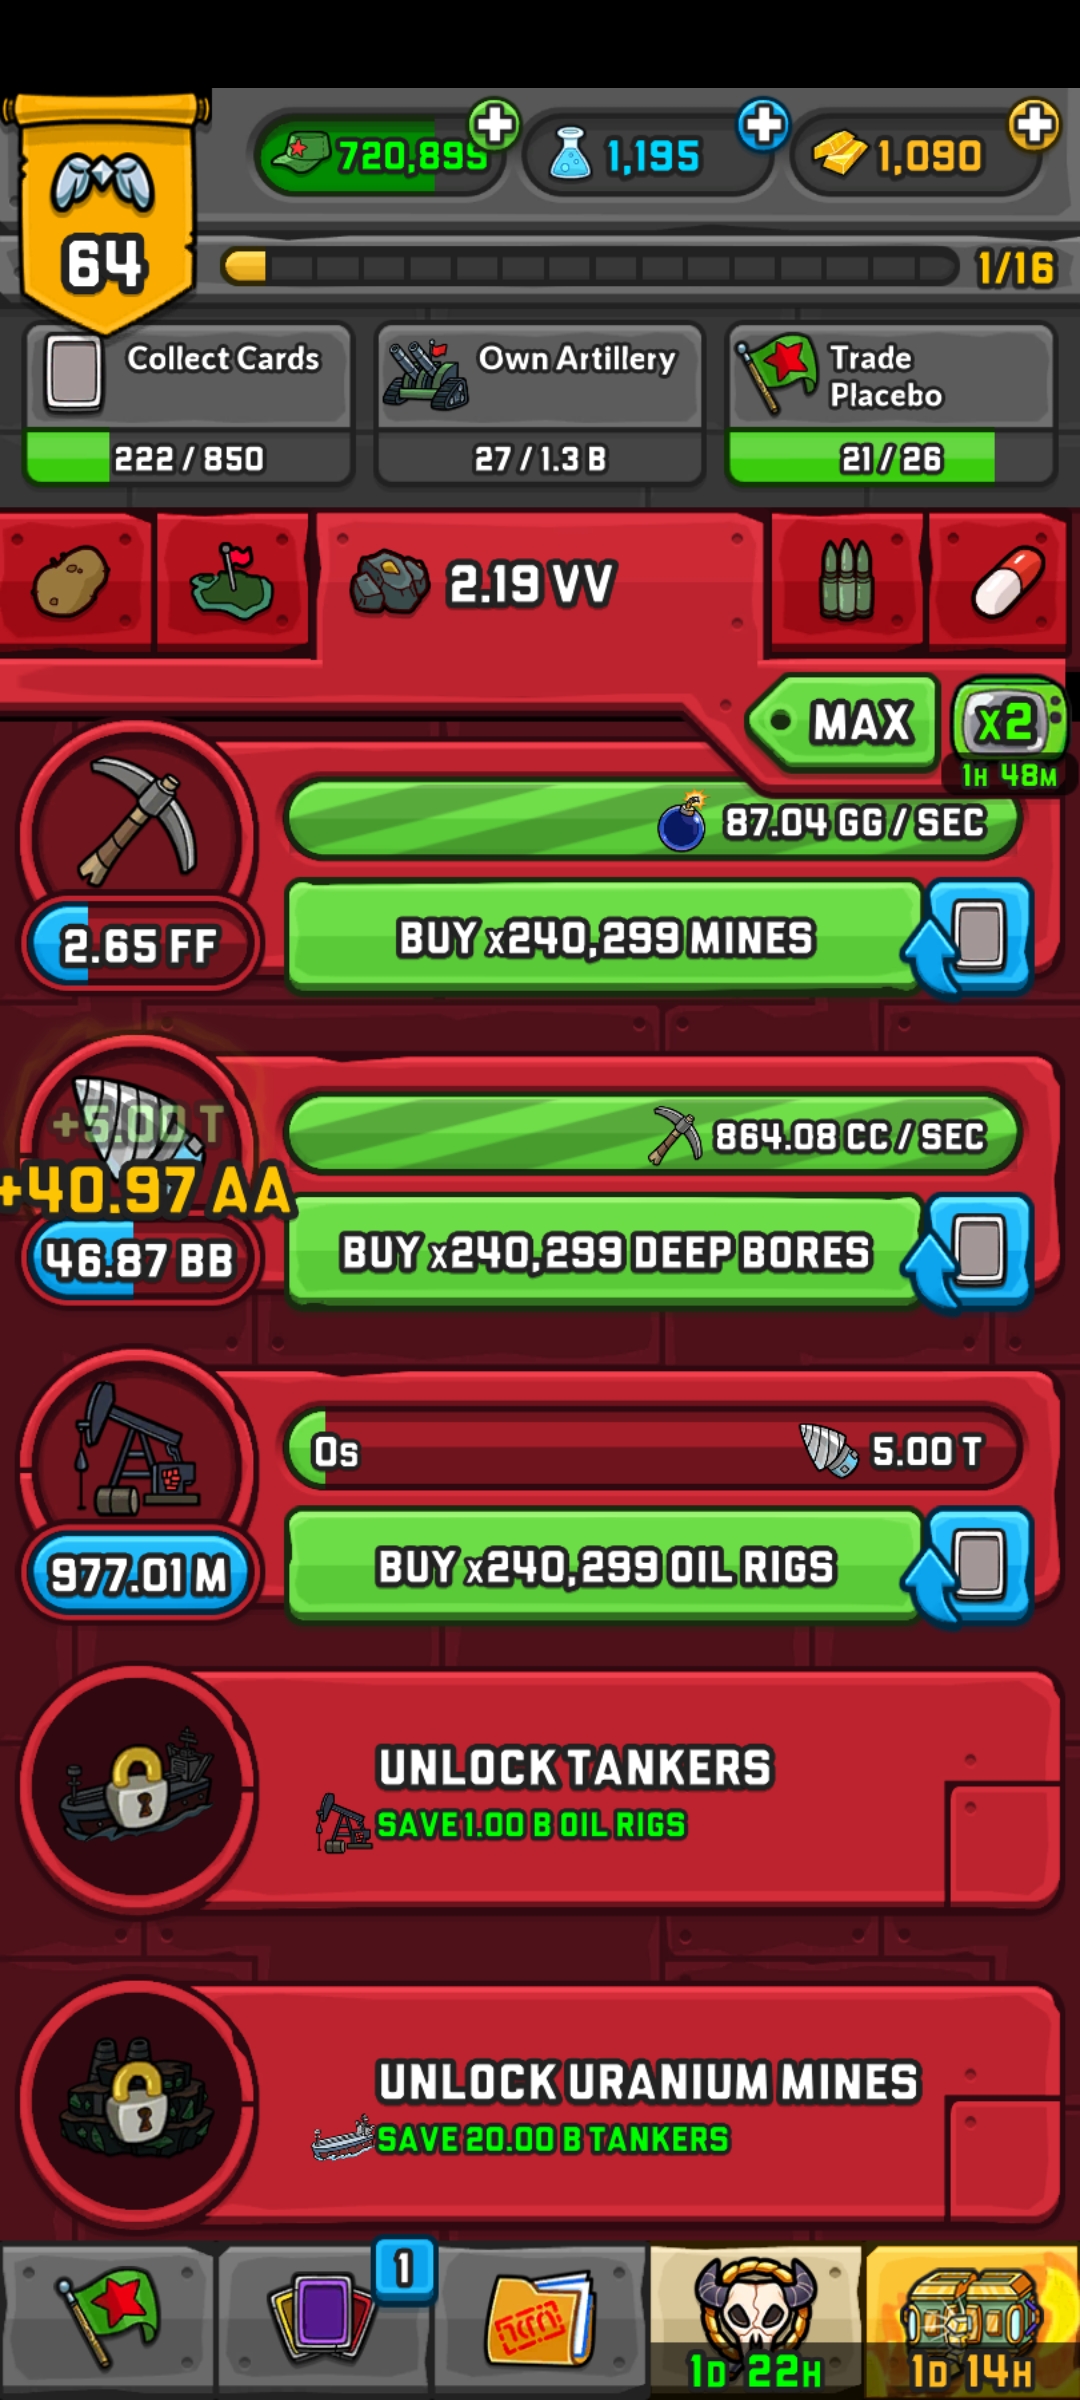 64
720,895
1,195
1,090
1/16
Collect Cards
222 / 850
Own Artillery
27 / 1.3 B
Trade
Placebo
21 / 26
2.19 VV
MAX
x2
1H 48M
87.04 GG / SEC
2.65 FF
BUY x240,299 MINES
+5.00 T
864.08 CC / SEC
+40.97 AA
46.87 BB
BUY x240,299 DEEP BORES
0s
5.00 T
977.01 M
BUY x240,299 OIL RIGS
UNLOCK TANKERS
SAVE 1.00 B OIL RIGS
UNLOCK URANIUM MINES
SAVE 20.00 B TANKERS
1
1D 22H
1D 14H